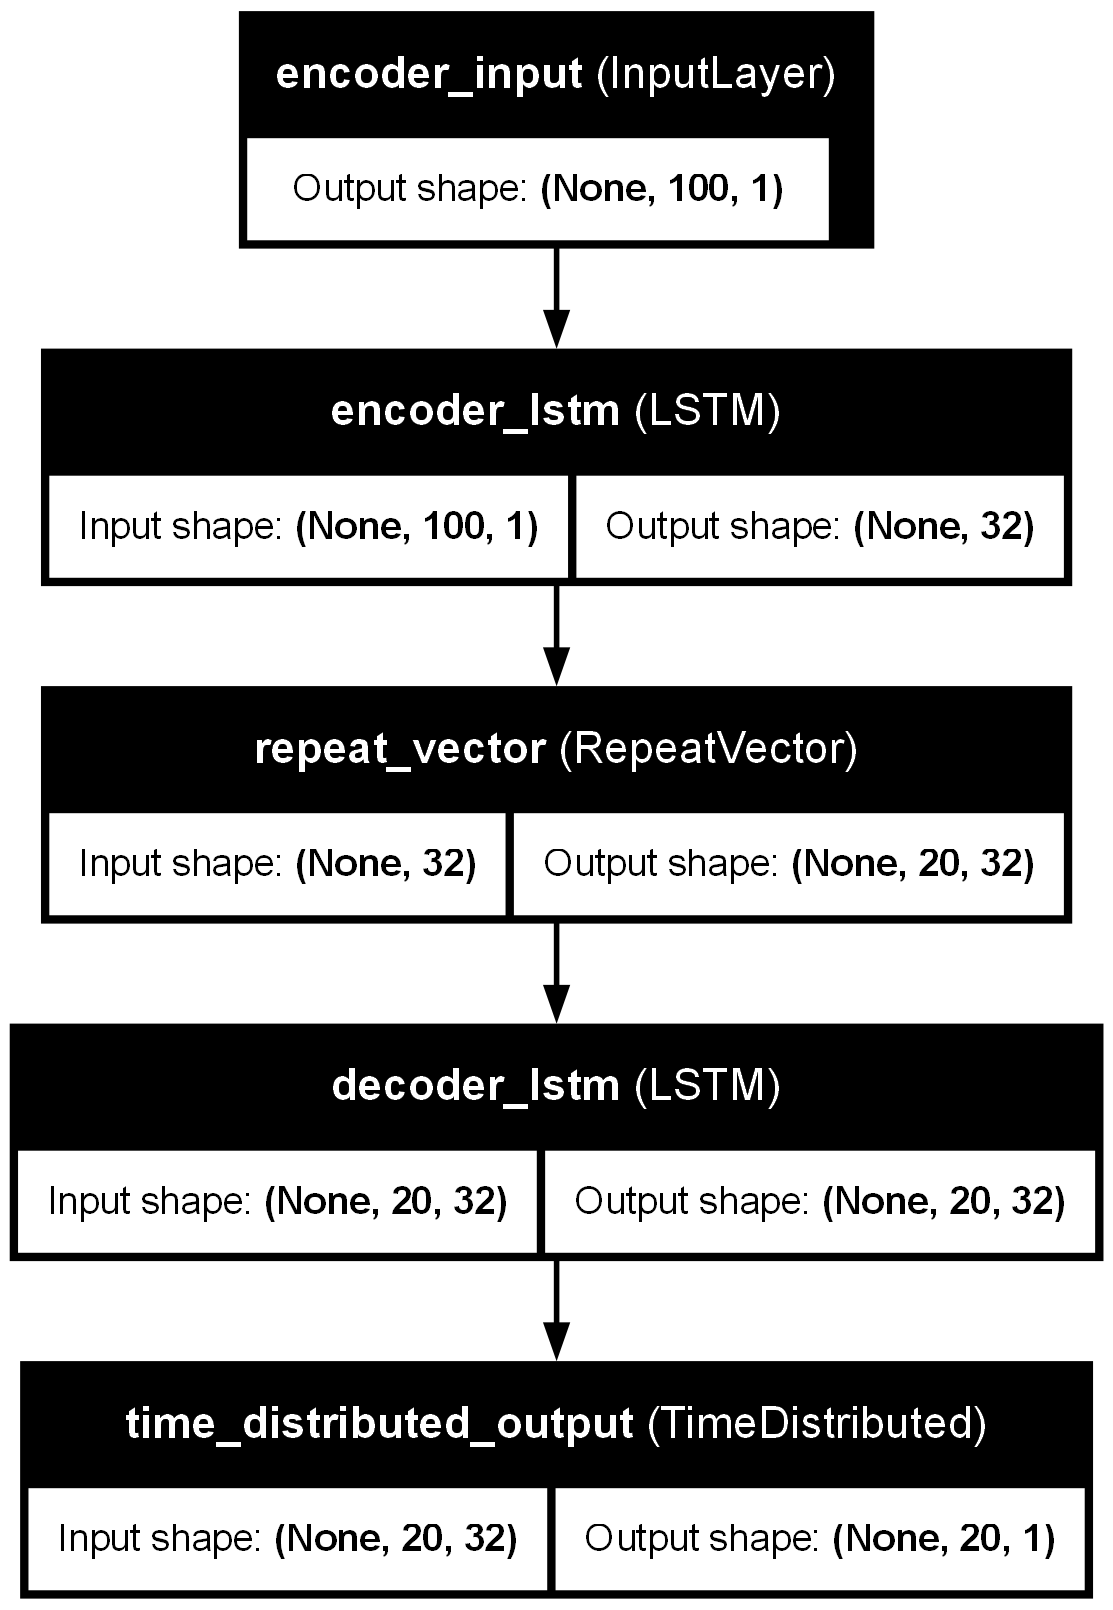 encoder_input (InputLayer)
Output shape: (None, 100, 1)
encoder_lstm (LSTM)
Input shape: (None, 100, 1) Output shape: (None, 32)
repeat_vector (RepeatVector)
Input shape: (None, 32) Output shape: (None, 20, 32)
decoder_lstm (LSTM)
Input shape: (None, 20, 32) Output shape: (None, 20, 32)
time_distributed_output (TimeDistributed)
Input shape: (None, 20, 32) Output shape: (None, 20, 1)